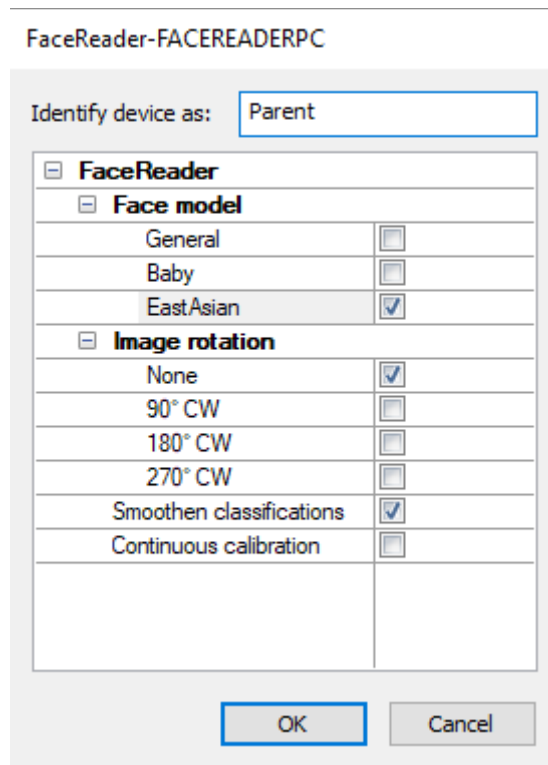 FaceReader-FACEREADERPC
Identify device as: Parent
FaceReader
Face model
General
Baby
EastAsian
Image rotation
None
90° CW
180° CW
270° CW
Smoothen classifications
Continuous calibration
OK Cancel